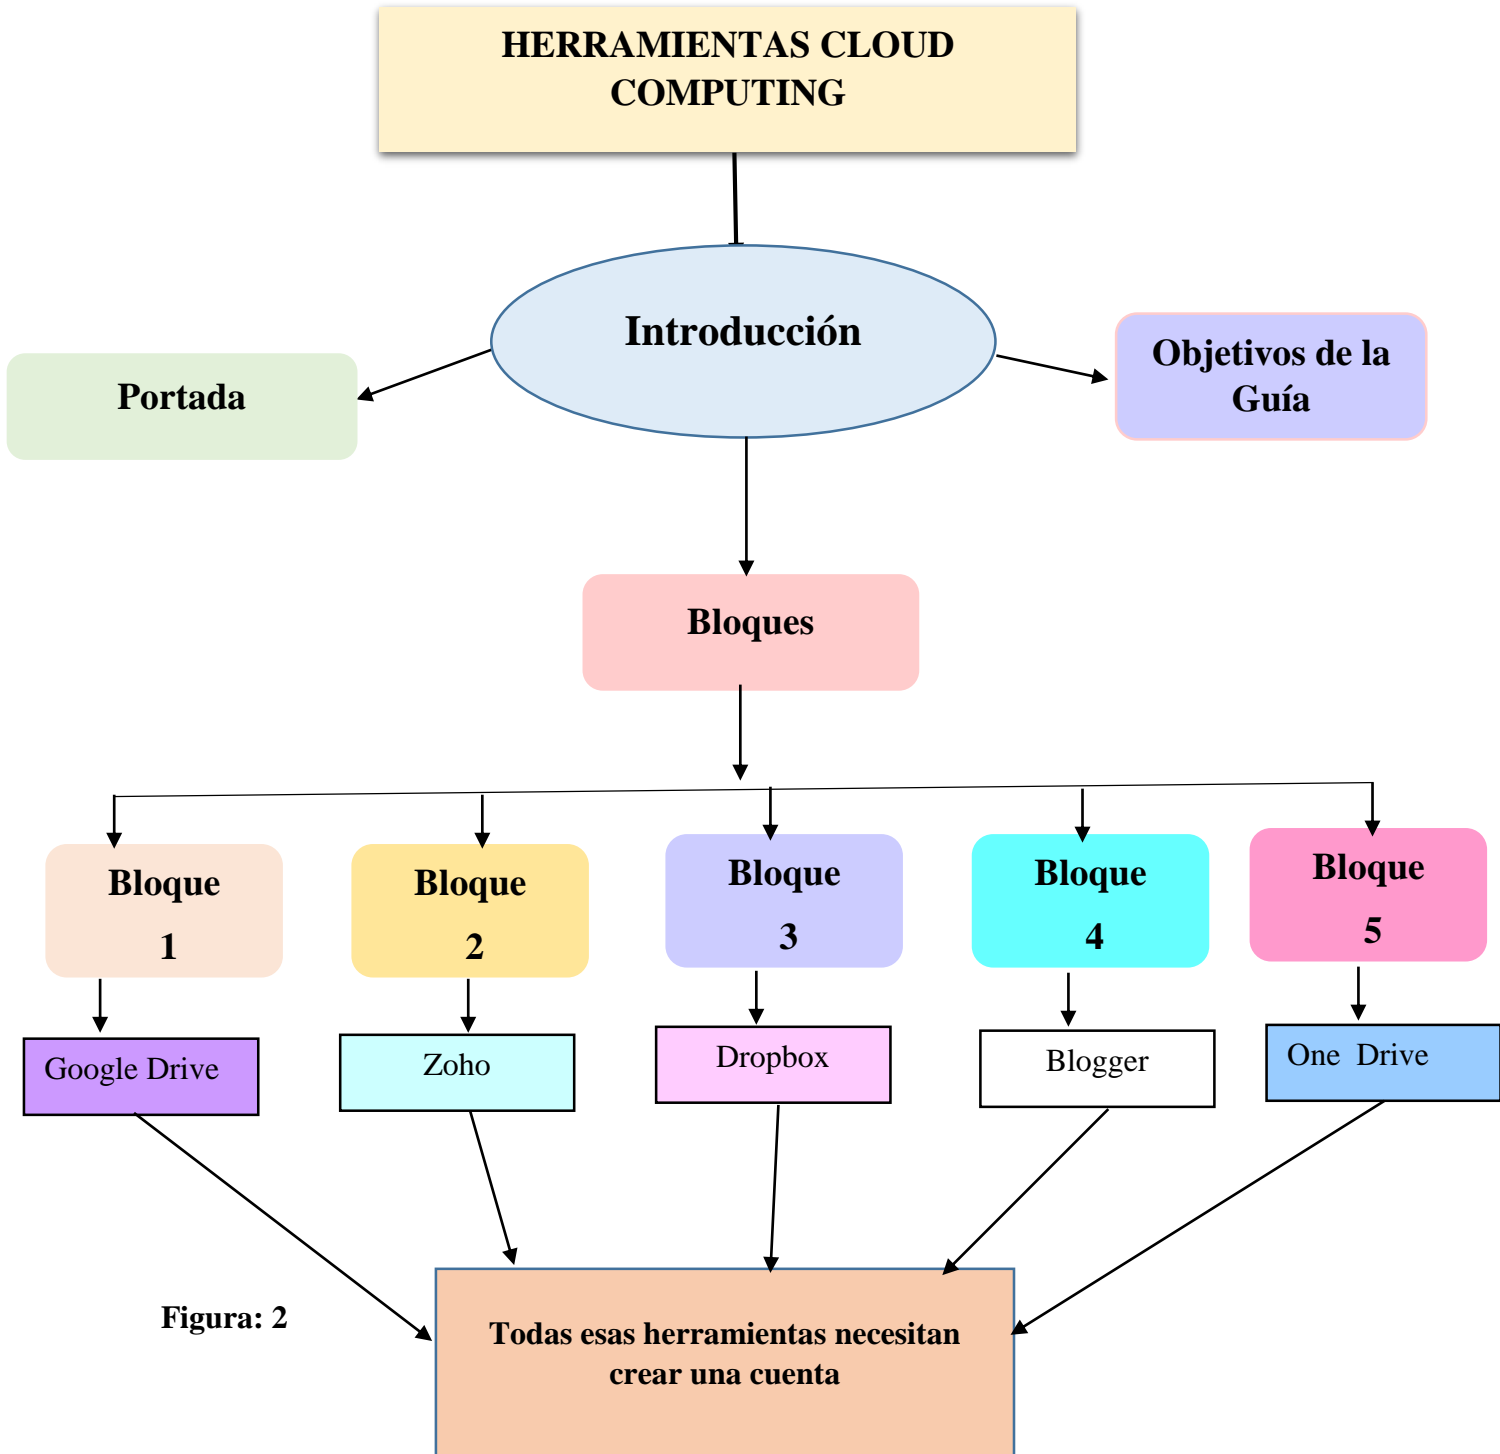 HERRAMIENTAS CLOUD
COMPUTING
Introducción
Portada
Objetivos de la
Guía
Bloques
Bloque
1
Bloque
2
Bloque
3
Bloque
4
Bloque
5
Google Drive
Zoho
Dropbox
Blogger
One  Drive
Figura: 2
Todas esas herramientas necesitan
crear una cuenta